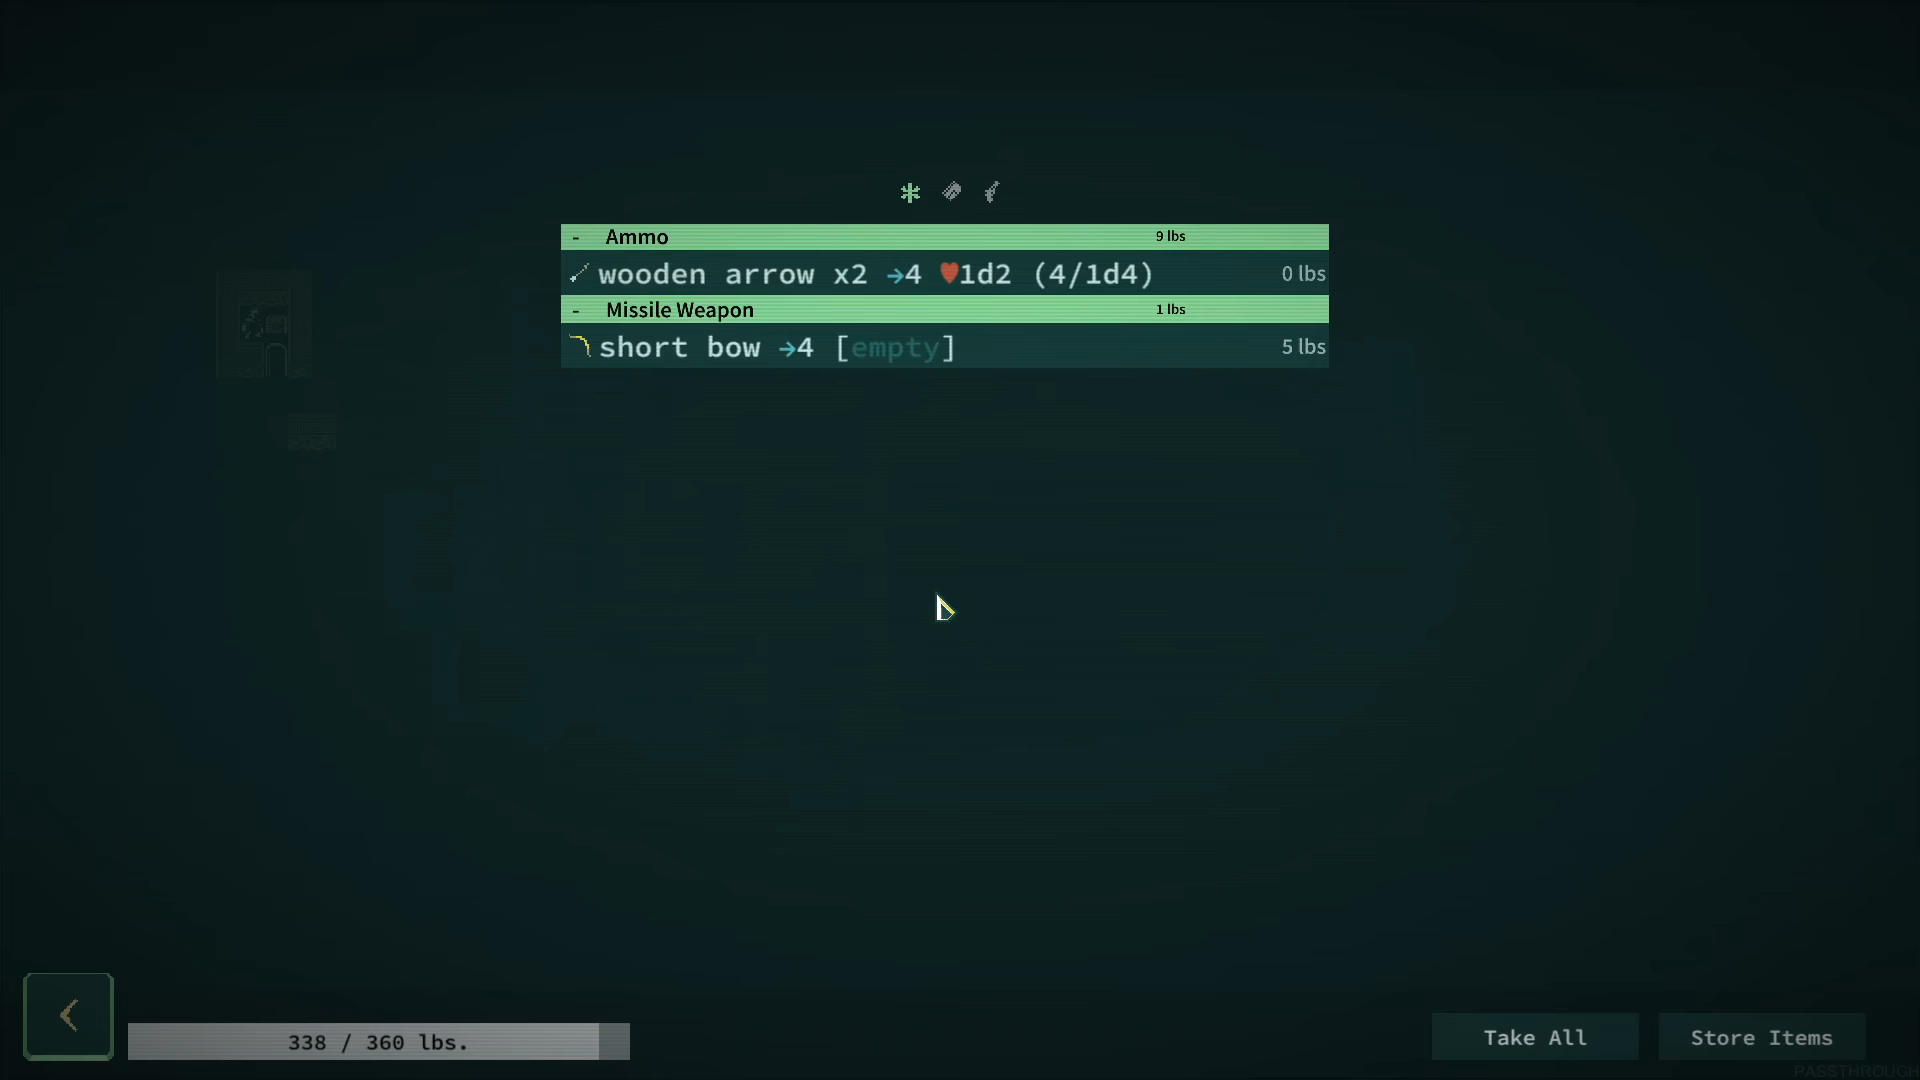 - Ammo 9 lbs
wooden arrow x2 →4 ♥1d2 (4/1d4) 0 lbs
- Missile Weapon 1 lbs
short bow →4 [empty] 5 lbs
338 / 360 lbs.
Take All
Store Items
PASSTHROUGH